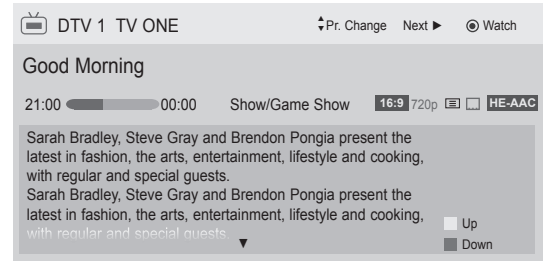 DTV 1 TV ONE Pr. Change Next ► ◉ Watch
Good Morning
21:00 00:00 Show/Game Show 16:9 720p HE-AAC
Sarah Bradley, Steve Gray and Brendon Pongia present the
latest in fashion, the arts, entertainment, lifestyle and cooking,
with regular and special guests.
Sarah Bradley, Steve Gray and Brendon Pongia present the
latest in fashion, the arts, entertainment, lifestyle and cooking,
with regular and special guests. ▼
Up
Down